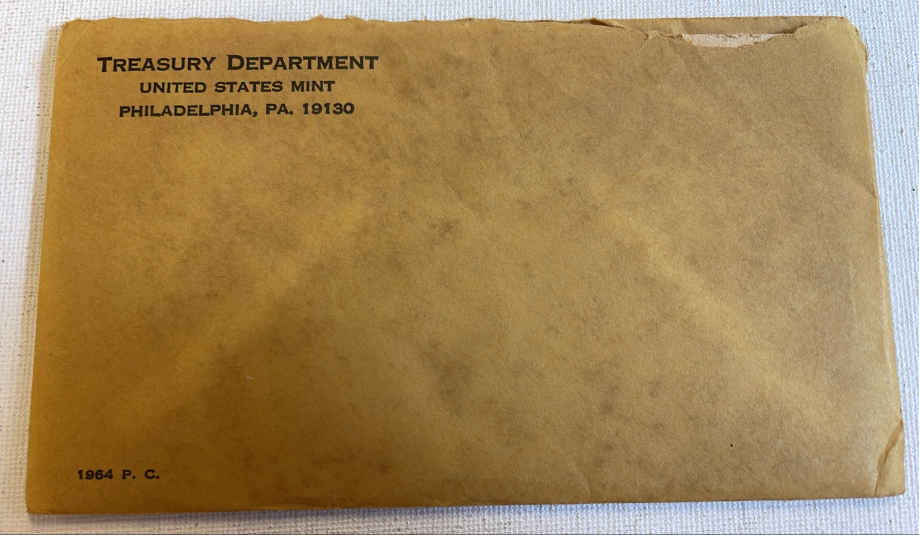 TREASURY DEPARTMENT
UNITED STATES MINT
PHILADELPHIA, PA. 19130
1964 P. C.